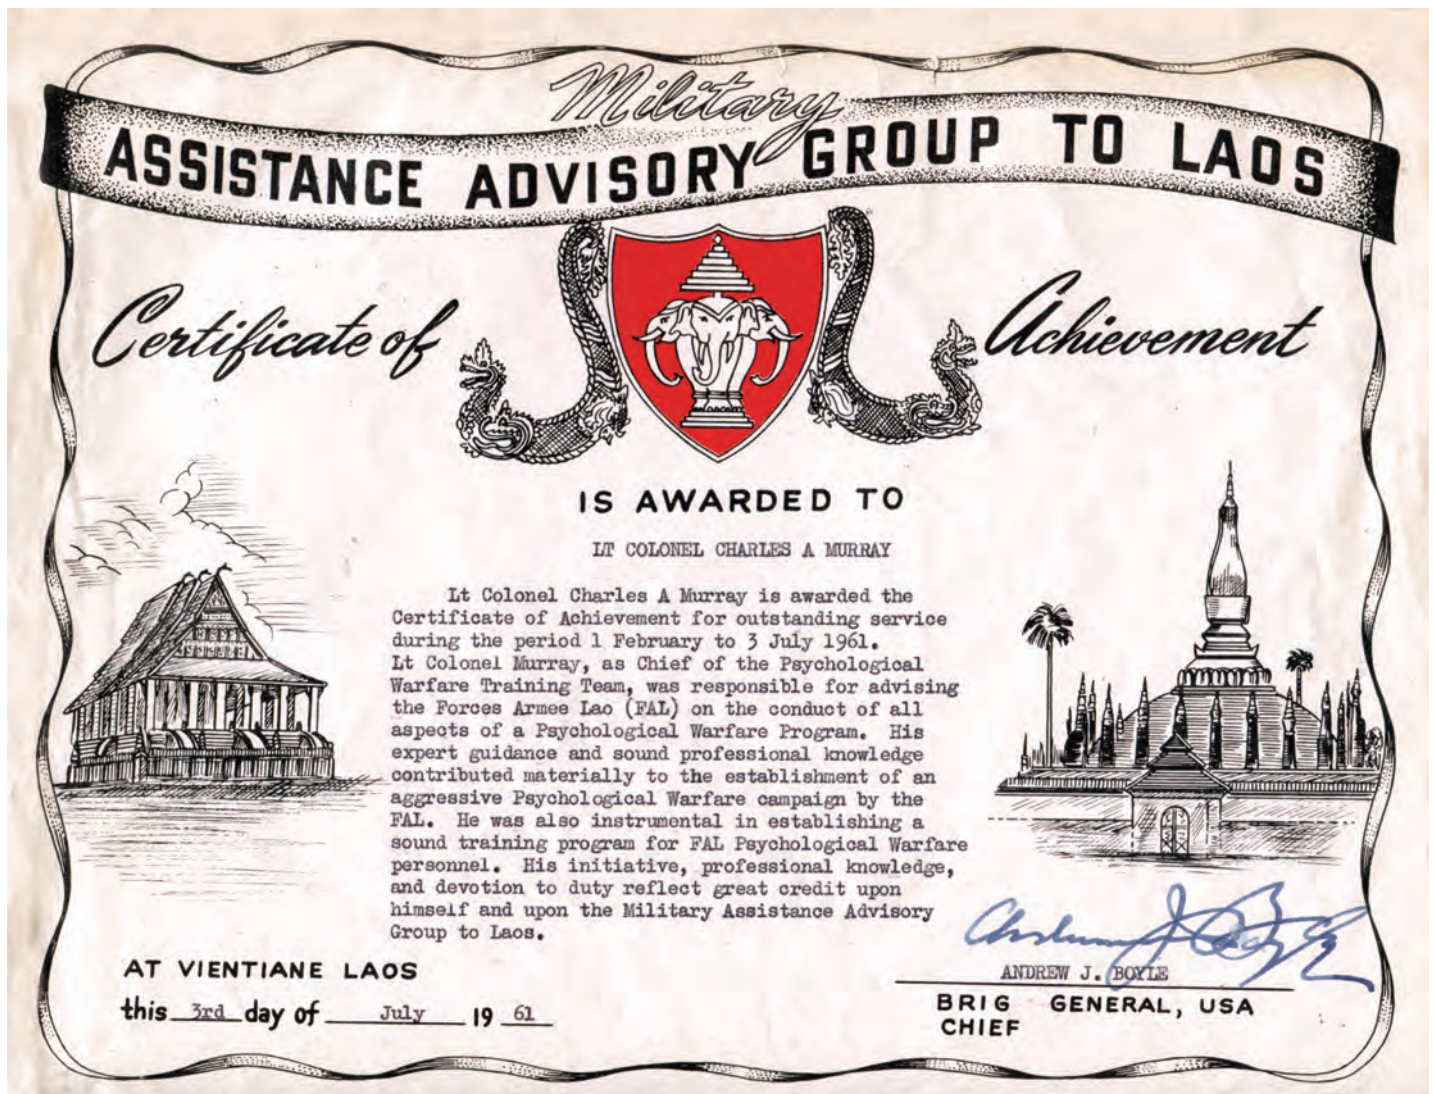 Military
ASSISTANCE ADVISORY GROUP TO LAOS
Certificate of Achievement
IS AWARDED TO
LT COLONEL CHARLES A MURRAY
Lt Colonel Charles A Murray is awarded the
Certificate of Achievement for outstanding service
during the period 1 February to 3 July 1961.
Lt Colonel Murray, as Chief of the Psychological
Warfare Training Team, was responsible for advising
the Forces Armee Lao (FAL) on the conduct of all
aspects of a Psychological Warfare Program. His
expert guidance and sound professional knowledge
contributed materially to the establishment of an
aggressive Psychological Warfare campaign by the
FAL. He was also instrumental in establishing a
sound training program for FAL Psychological Warfare
personnel. His initiative, professional knowledge,
and devotion to duty reflect great credit upon
himself and upon the Military Assistance Advisory
Group to Laos.
AT VIENTIANE LAOS
this 3rd day of July 19 61
ANDREW J. BOYLE
BRIG GENERAL, USA
CHIEF